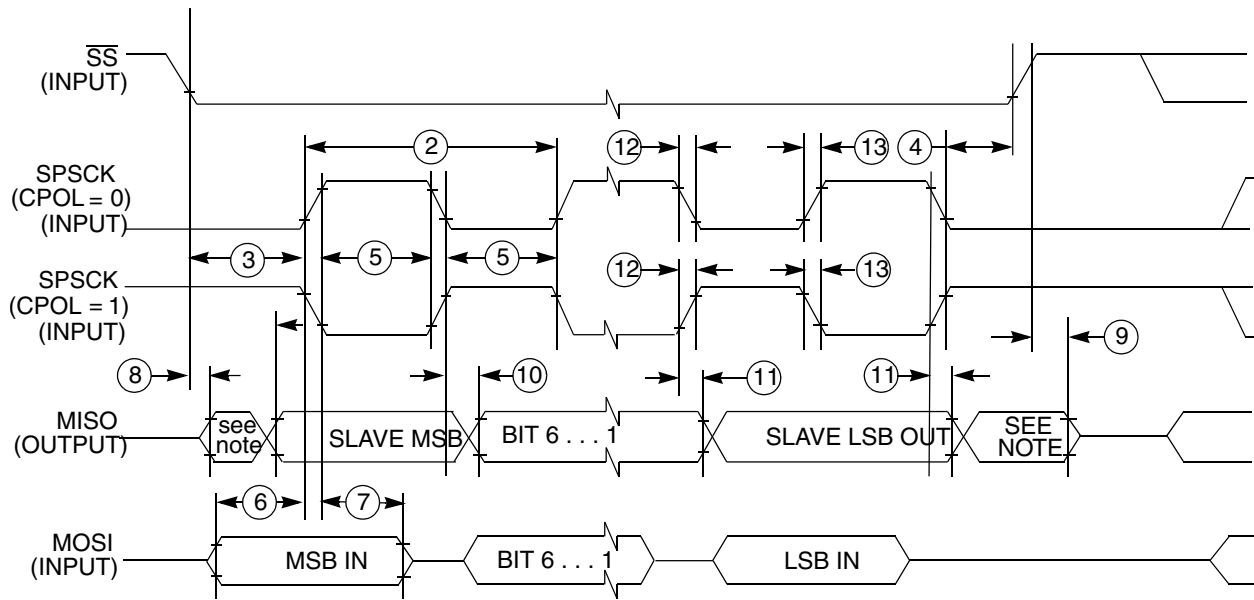 SS
(INPUT)
2
12
13
4
SPSCK
(CPOL = 0)
(INPUT)
3
5
5
12
13
SPSCK
(CPOL = 1)
(INPUT)
8
10
11
11
9
MISO
(OUTPUT)
see
note
SLAVE MSB
BIT 6 . . . 1
SLAVE LSB OUT
SEE
NOTE
6
7
MOSI
(INPUT)
MSB IN
BIT 6 . . . 1
LSB IN